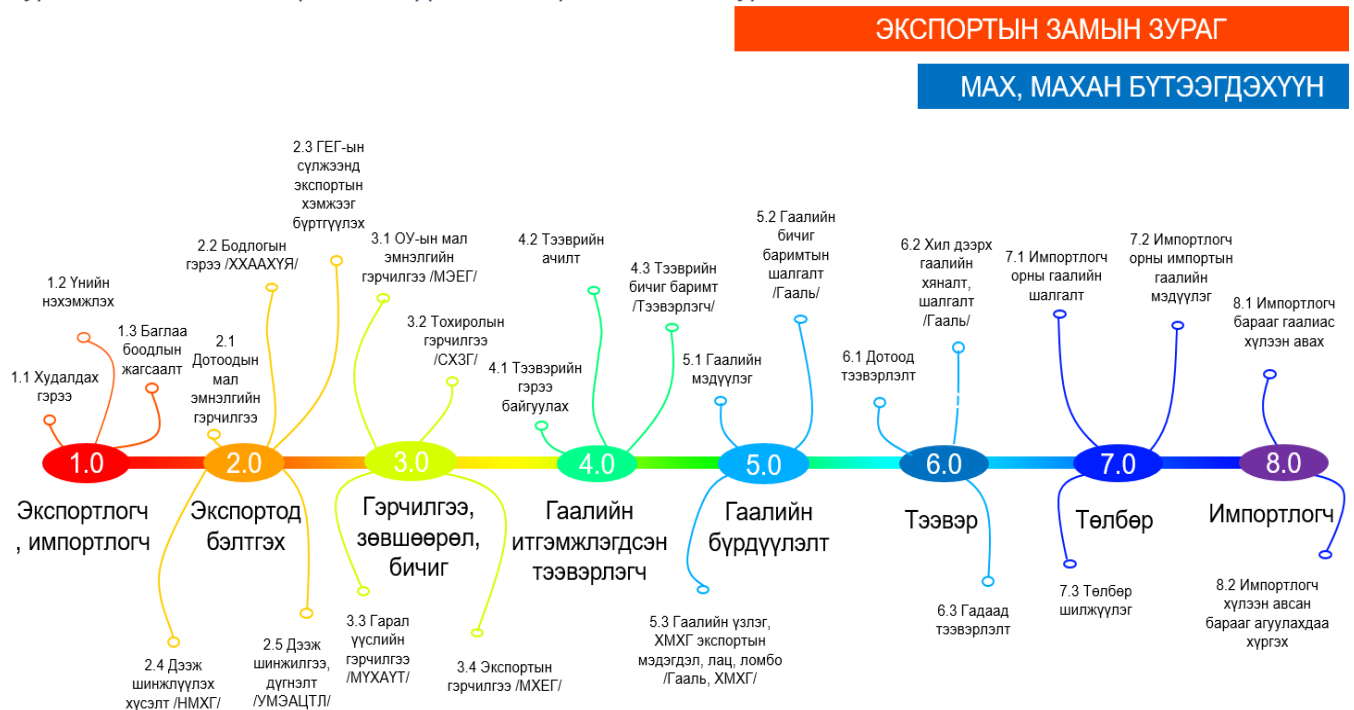 ЭКСПОРТЫН ЗАМЫН ЗУРАГ
МАХ, МАХАН БҮТЭЭГДЭХҮҮН
1.1 Худалдах
гэрээ
1.2 Үнийн
нэхэмжлэх
1.3 Баглаа
боодлын
жагсаалт
1.0
Экспортлогч
, импортлогч
2.1
Дотоодын
мал
эмнэлгийн
гэрчилгээ
2.2 Бодлогын
гэрээ /ХХААХҮЯ/
2.3 ГЕГ-ын
сүлжээнд
экспортын
хэмжээг
бүртгүүлэх
2.0
Экспортод
бэлтгэх
2.4 Дээж
шинжлүүлэх
хүсэлт /НМХГ/
2.5 Дээж
шинжилгээ,
дүгнэлт
/УМЭАЦТЛ/
3.1 ОУ-ын мал
эмнэлгийн
гэрчилгээ /МЭЕГ/
3.2 Тохиролын
гэрчилгээ
/СХЗГ/
3.0
Гэрчилгээ,
зөвшөөрөл,
бичиг
3.3 Гарал
үүслийн
гэрчилгээ
/МҮХАҮТ/
3.4 Экспортын
гэрчилгээ /МХЕГ/
4.1 Тээвэрийн
гэрээ
байгуулах
4.2 Тээврийн
ачилт
4.3 Тээврийн
бичиг баримт
/Тээвэрлэгч/
4.0
Гаалийн
итгэмжлэгдсэн
тээвэрлэгч
5.1 Гаалийн
мэдүүлэг
5.2 Гаалийн
бичиг
баримтын
шалгалт
/Гааль/
5.0
Гаалийн
бүрдүүлэлт
5.3 Гаалийн үзлэг,
ХМХГ экспортын
мэдэгдэл, лац, ломбо
/Гааль, ХМХГ/
6.1 Дотоод
тээвэрлэлт
6.2 Хил дээрх
гаалийн
хяналт,
шалгалт
/Гааль/
6.0
Тээвэр
6.3 Гадаад
тээвэрлэлт
7.1 Импортлогч
орны гаалийн
шалгалт
7.2 Импортлогч
орны импортын
гаалийн
мэдүүлэг
7.0
Төлбөр
7.3 Төлбөр
шилжүүлэг
8.1 Импортлогч
барааг гаалиас
хүлээн авах
8.0
Импортлогч
8.2 Импортлогч
хүлээн авсан
барааг агуулахдаа
хүргэх